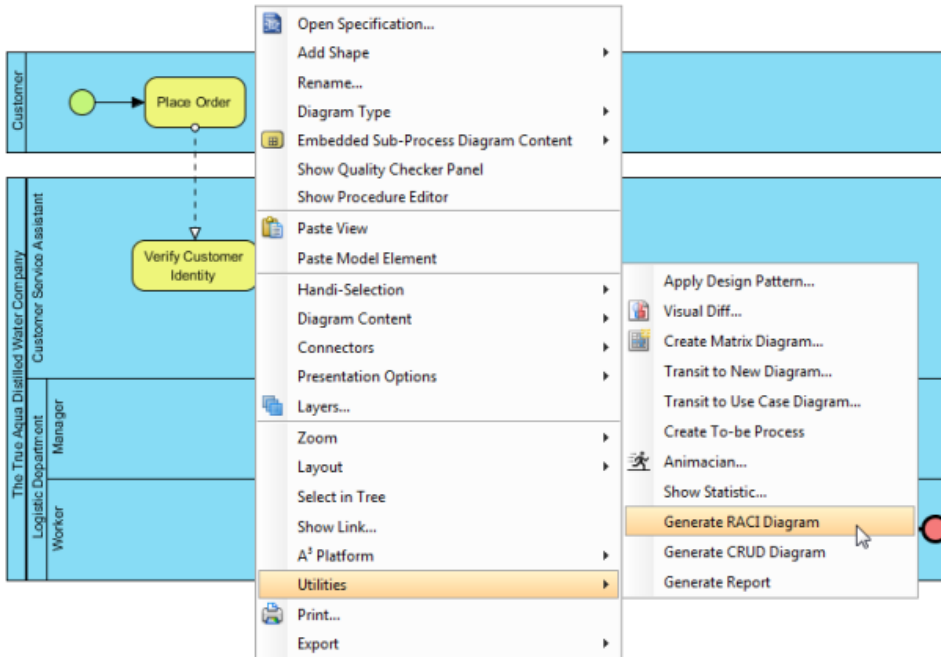 Customer
Place Order
The True Aqua Distilled Water Company
Customer Service Assistant
Verify Customer
Identity
Logistic Department
Manager
Worker
Open Specification...
Add Shape
Rename...
Diagram Type
Embedded Sub-Process Diagram Content
Show Quality Checker Panel
Show Procedure Editor
Paste View
Paste Model Element
Handi-Selection
Diagram Content
Connectors
Presentation Options
Layers...
Zoom
Layout
Select in Tree
Show Link...
A³ Platform
Utilities
Print...
Export
Apply Design Pattern...
Visual Diff...
Create Matrix Diagram...
Transit to New Diagram...
Transit to Use Case Diagram...
Create To-be Process
Animacian...
Show Statistic...
Generate RACI Diagram
Generate CRUD Diagram
Generate Report